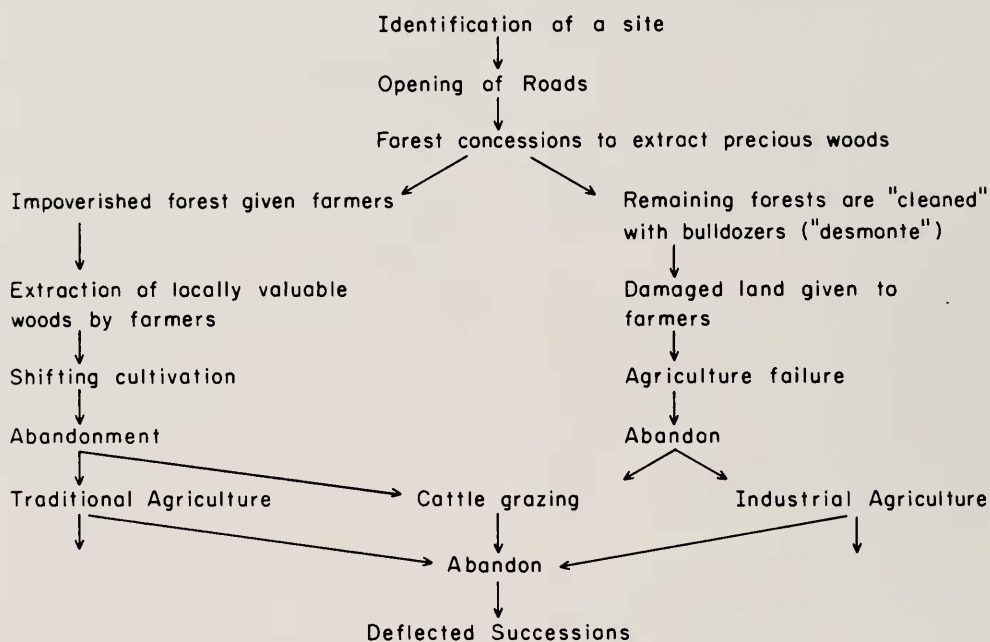 Identification of a site
Opening of Roads
Forest concessions to extract precious woods
Impoverished forest given farmers
Remaining forests are "cleaned"
with bulldozers ("desmonte")
Extraction of locally valuable
woods by farmers
Damaged land given to
farmers
Shifting cultivation
Agriculture failure
Abandonment
Abandon
Traditional Agriculture
Cattle grazing
Industrial Agriculture
Abandon
Deflected Successions